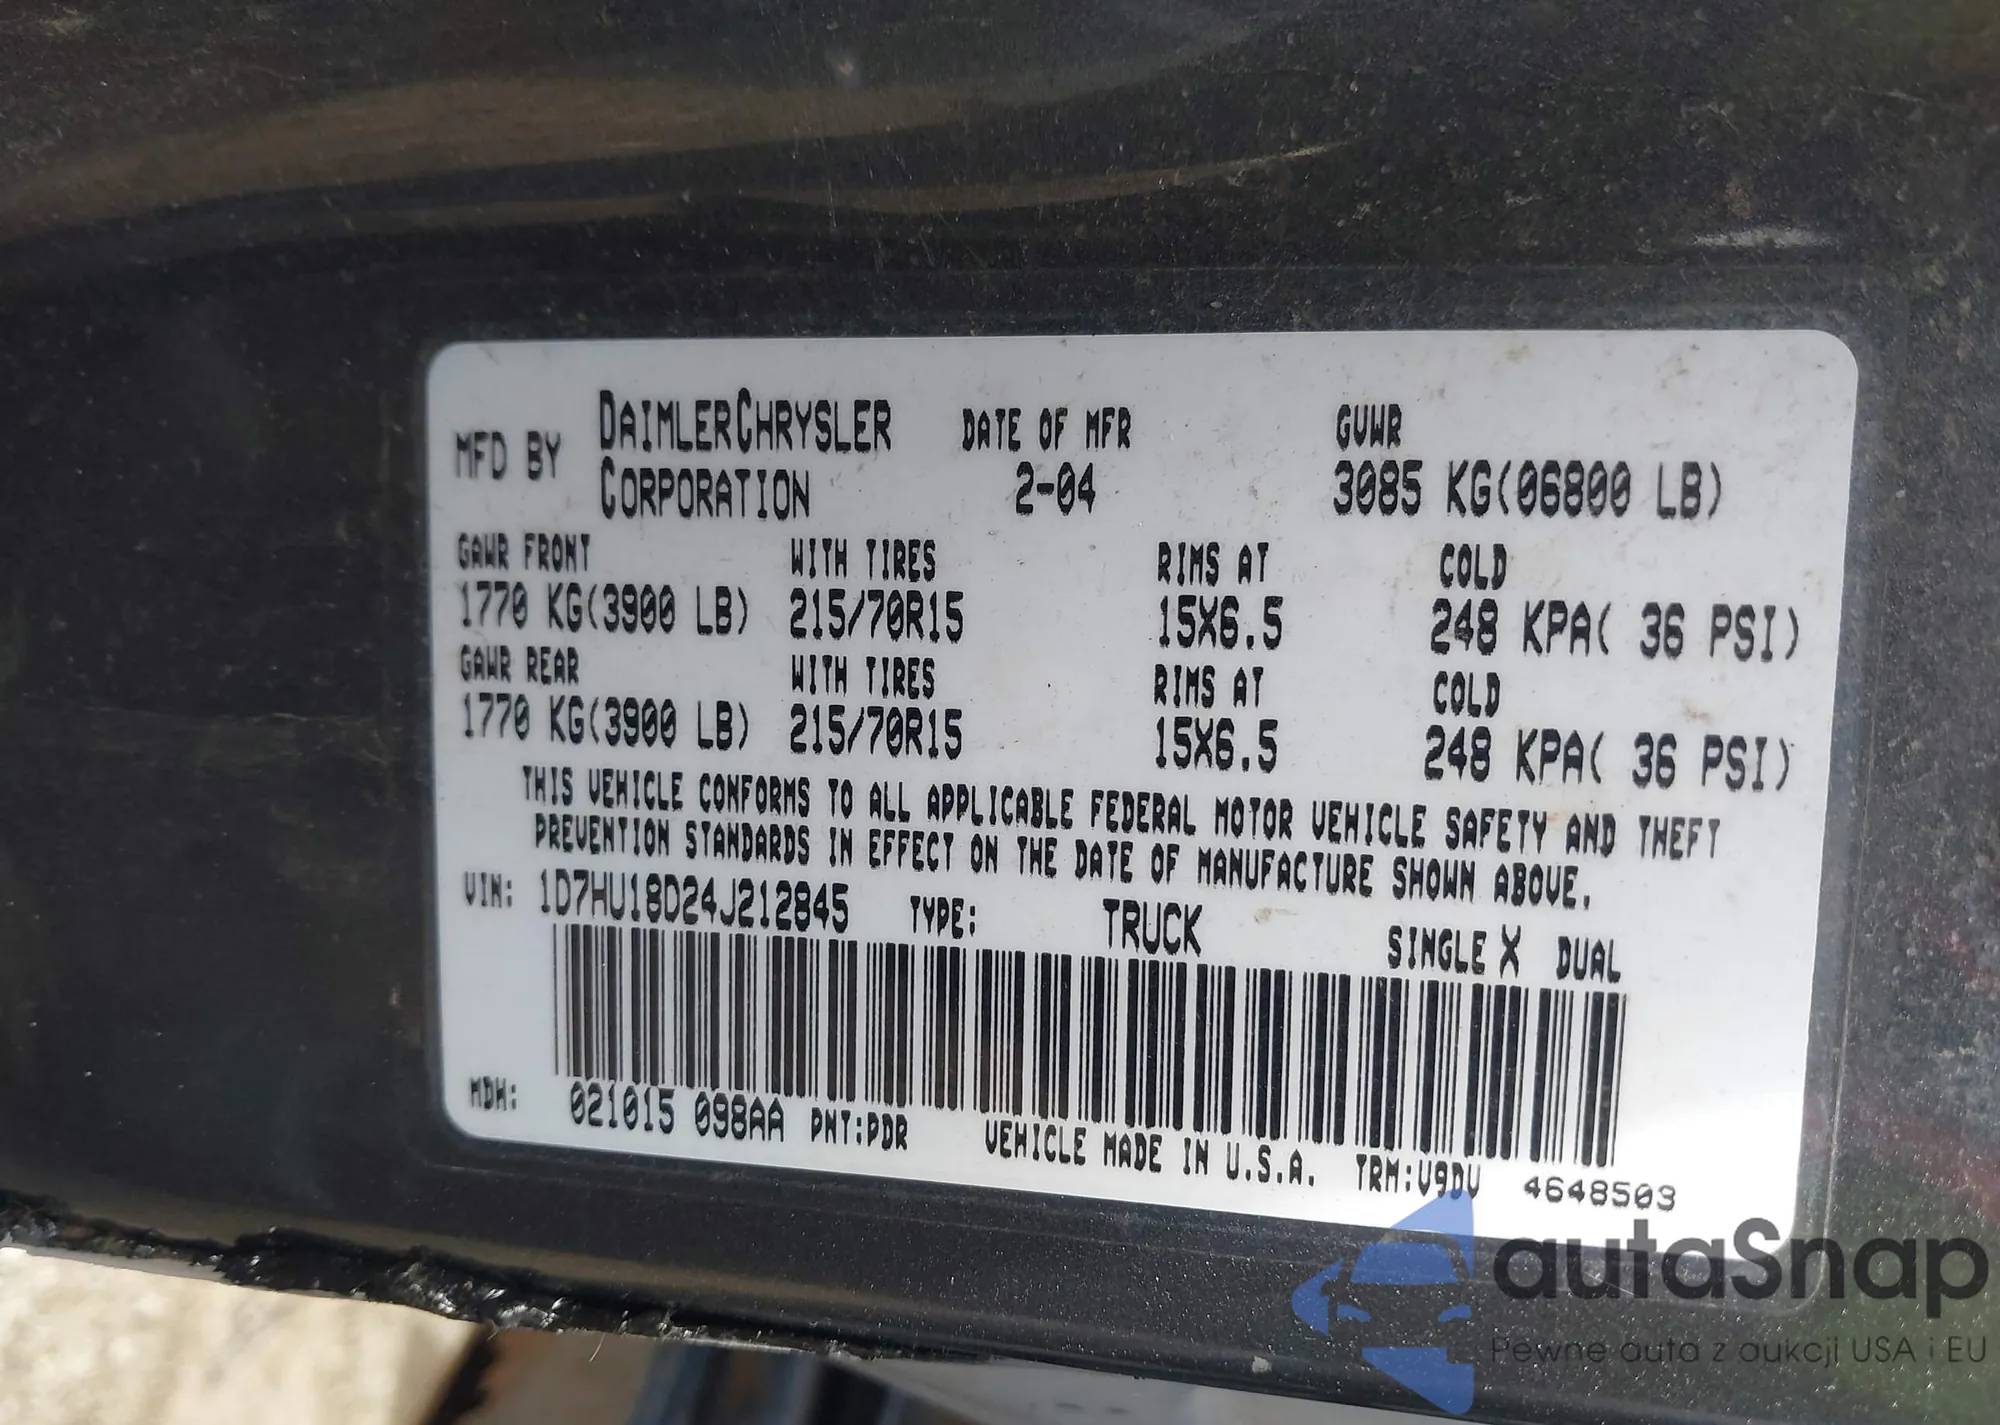 MFD BY DAIMLERCHRYSLER CORPORATION DATE OF MFR 2-04 GVWR 3085 KG(06800 LB)
GAWR FRONT WITH TIRES RIMS AT COLD
1770 KG(3900 LB) 215/70R15 15X6.5 248 KPA( 36 PSI)
GAWR REAR WITH TIRES RIMS AT COLD
1770 KG(3900 LB) 215/70R15 15X6.5 248 KPA( 36 PSI)
THIS VEHICLE CONFORMS TO ALL APPLICABLE FEDERAL MOTOR VEHICLE SAFETY AND THEFT
PREVENTION STANDARDS IN EFFECT ON THE DATE OF MANUFACTURE SHOWN ABOVE.
VIN: 1D7HU18D24J212845 TYPE: TRUCK SINGLE X DUAL
MDH: 021015 098AA PNT:PDR VEHICLE MADE IN U.S.A. TRM:V9DV 4648503
autaSnap
Pewne auta z aukcji USA i EU